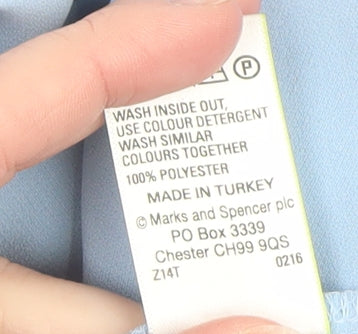 P
WASH INSIDE OUT,
USE COLOUR DETERGENT
WASH SIMILAR
COLOURS TOGETHER
100% POLYESTER
MADE IN TURKEY
© Marks and Spencer plc
PO Box 3339
Chester CH99 9QS
Z14T 0216